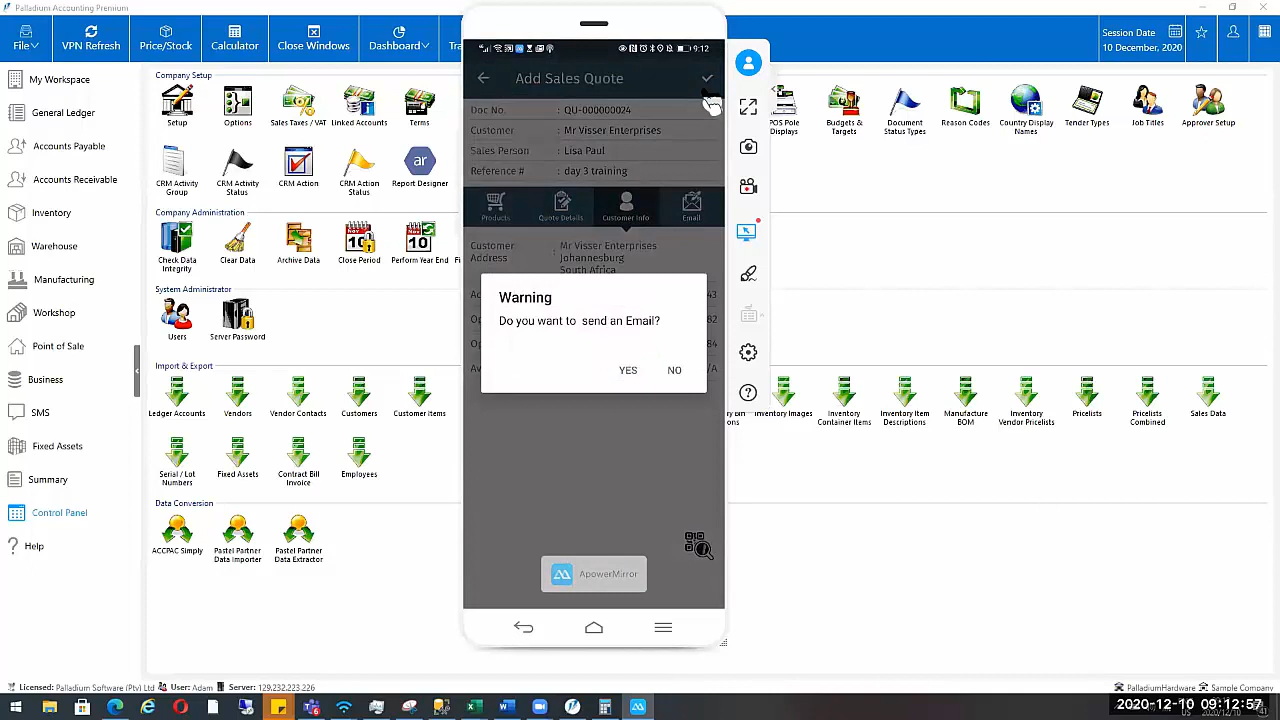 Palladium Accounting Premium
VPN Refresh
Price/Stock
Calculator
Close Windows
Dashboard
Session Date
10 December, 2020
My Workspace
General Ledger
Accounts Payable
Accounts Receivable
Inventory
Warehouse
Manufacturing
Workshop
Point of Sale
Business
SMS
Fixed Assets
Summary
Control Panel
Help
Company Setup
Setup
Options
Sales Taxes / VAT
Linked Accounts
Terms
POS Pole
Displays
Budgets &
Targets
Document
Status Types
Reason Codes
Country Display
Names
Tender Types
Job Titles
Approver Setup
CRM Activity
Group
CRM Activity
Status
CRM Action
CRM Action
Status
ar
Report Designer
Company Administration
Check Data
Integrity
Clear Data
Archive Data
Close Period
Perform Year End
System Administrator
Users
Server Password
Import & Export
Ledger Accounts
Vendors
Vendor Contacts
Customers
Customer Items
Inventory Images
Inventory
Container Items
Inventory Item
Descriptions
Manufacture
BOM
Inventory
Vendor Pricelists
Pricelists
Pricelists
Combined
Sales Data
Serial / Lot
Numbers
Fixed Assets
Contract Bill
Invoice
Employees
Data Conversion
ACCPAC Simply
Pastel Partner
Data Importer
Pastel Partner
Data Extractor
9:12
Add Sales Quote
Doc No. : QU-000000024
Customer : Mr Visser Enterprises
Sales Person : Lisa Paul
Reference # : day 3 training
Products
Quote Details
Customer Info
Email
Customer : Mr Visser Enterprises
Address Johannesburg
South Africa
Warning
Do you want to send an Email?
YES
NO
ApowerMirror
Licensed: Palladium Software (Pty) Ltd
User: Adam
Server: 129.232.223.226
PalladiumHardware
Sample Company
2020-12-10 09:12:57